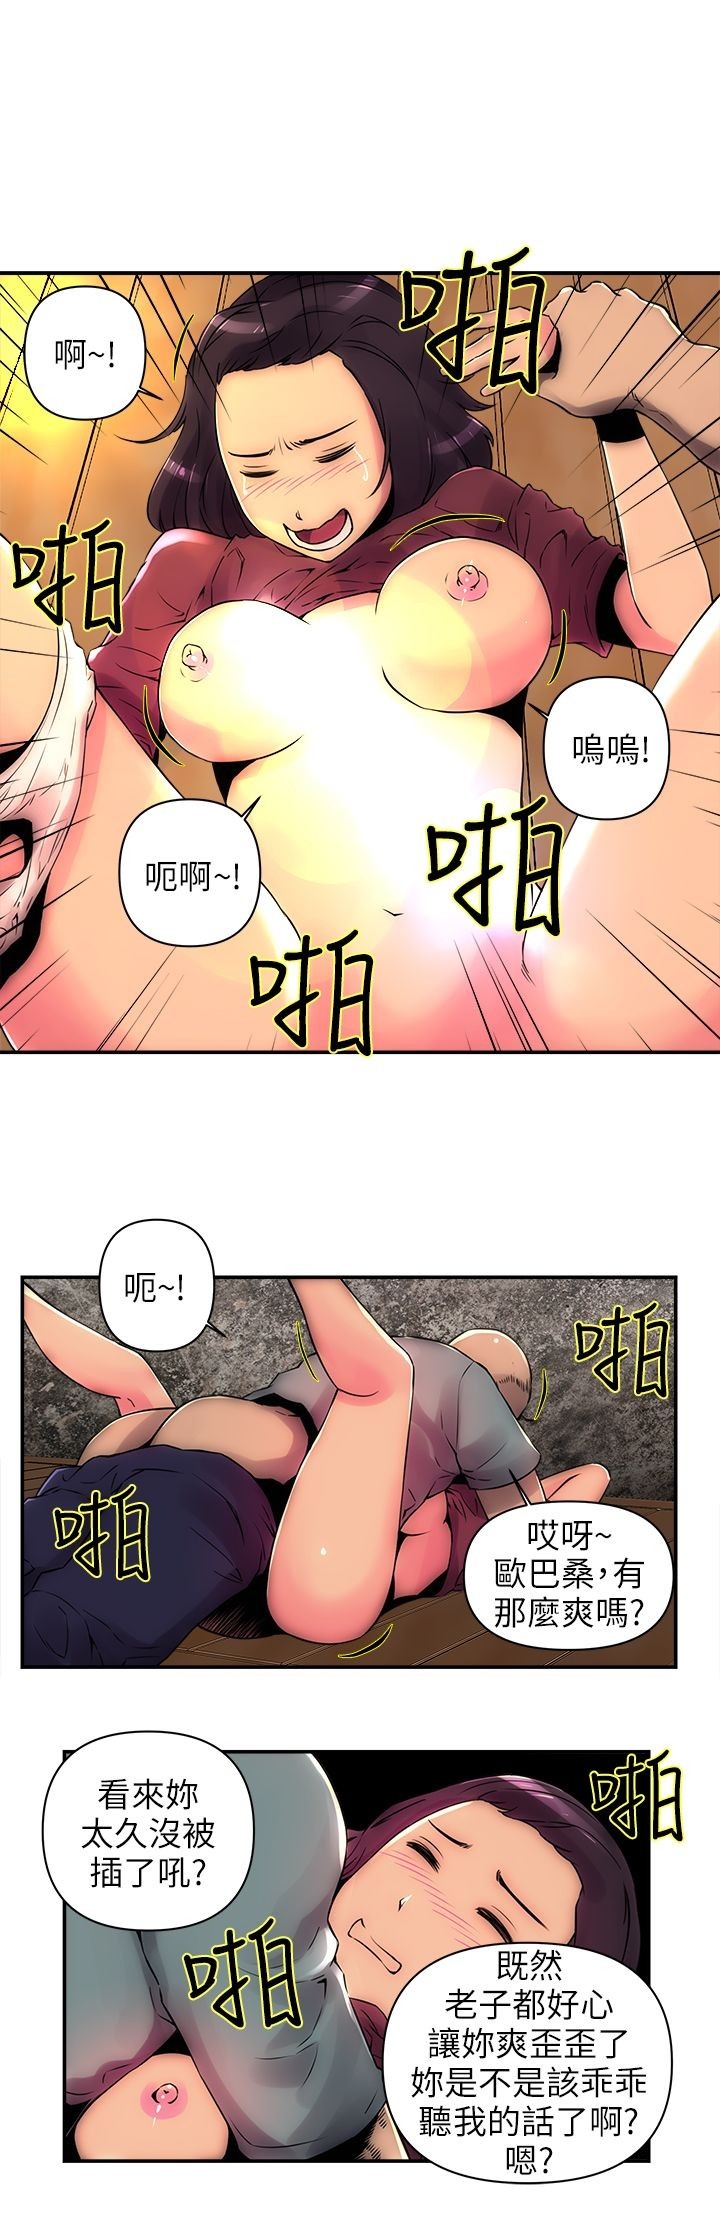 啪
啊~!
啪
嗚嗚!
啪
呃啊~!
啪
呃~!
啪
啪
哎呀~
歐巴桑，有
那麼爽嗎?
看來妳
太久沒被
插了吼?
啪
啪
既然
老子都好心
讓妳爽歪歪了
妳是不是該乖乖
聽我的話了啊?
嗯?